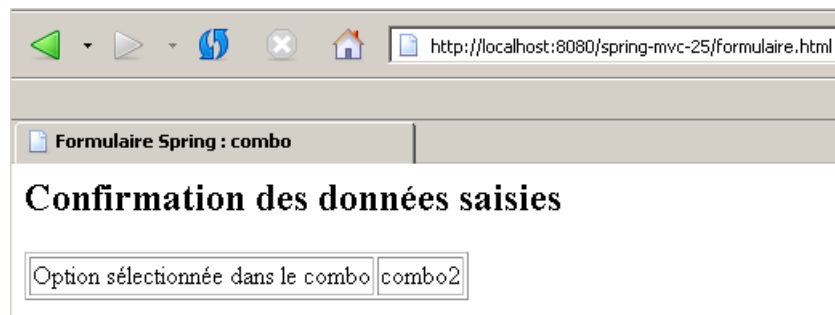 http://localhost:8080/spring-mvc-25/formulaire.html
Formulaire Spring : combo
Confirmation des données saisies
Option sélectionnée dans le combo combo2